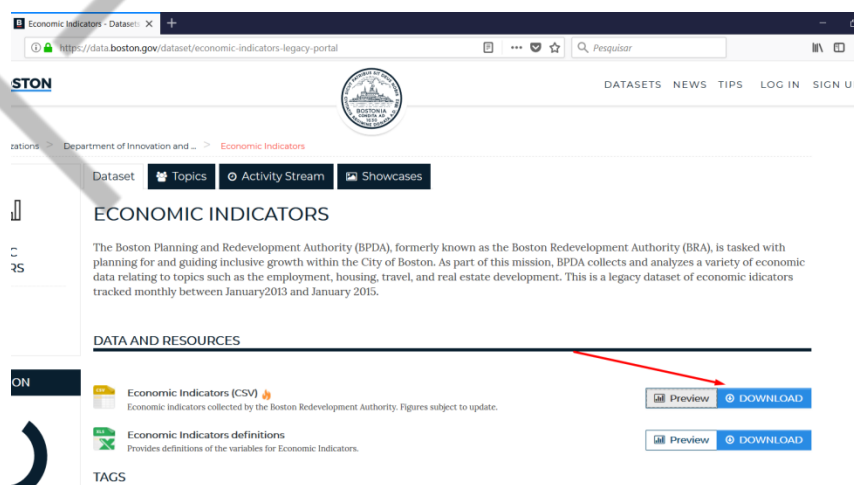 Economic Indicators - Datasets
https://data.boston.gov/dataset/economic-indicators-legacy-portal
Pesquisar
STON
BOSTONIA
CONDITA AD
DATASETS NEWS TIPS LOG IN SIGN U
zations > Department of Innovation and ... > Economic Indicators
Dataset Topics Activity Stream Showcases
ECONOMIC INDICATORS
The Boston Planning and Redevelopment Authority (BPDA), formerly known as the Boston Redevelopment Authority (BRA), is tasked with
planning for and guiding inclusive growth within the City of Boston. As part of this mission, BPDA collects and analyzes a variety of economic
data relating to topics such as the employment, housing, travel, and real estate development. This is a legacy dataset of economic idicators
tracked monthly between January2013 and January 2015.
RS
DATA AND RESOURCES
ON
CSV
Economic Indicators (CSV)
Economic indicators collected by the Boston Redevelopment Authority. Figures subject to update.
Preview DOWNLOAD
XLS
Economic Indicators definitions
Provides definitions of the variables for Economic Indicators.
Preview DOWNLOAD
TAGS